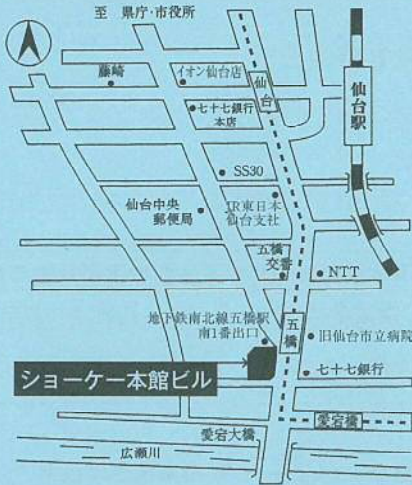 至 県庁・市役所
藤崎
イオン仙台店
七十七銀行
本店
仙台
仙台駅
SS30
JR東日本
仙台支社
仙台中央
郵便局
五橋
交番
NTT
地下鉄南北線五橋駅
南1番出口
五橋
旧仙台市立病院
七十七銀行
ショーケー本館ビル
愛宕橋
愛宕大橋
広瀬川